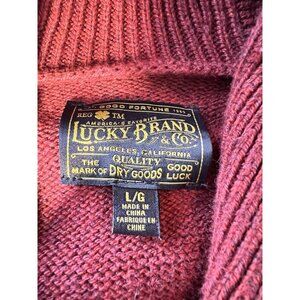 GOOD FORTUNE
REG TM
AMERICA'S FAVORITE
LUCKY BRAND
& CO.
LOS ANGELES, CALIFORNIA
QUALITY
THE GOOD
MARK OF DRY GOODS LUCK
L/G
MADE IN
CHINA
FABRIQUE EN
CHINE